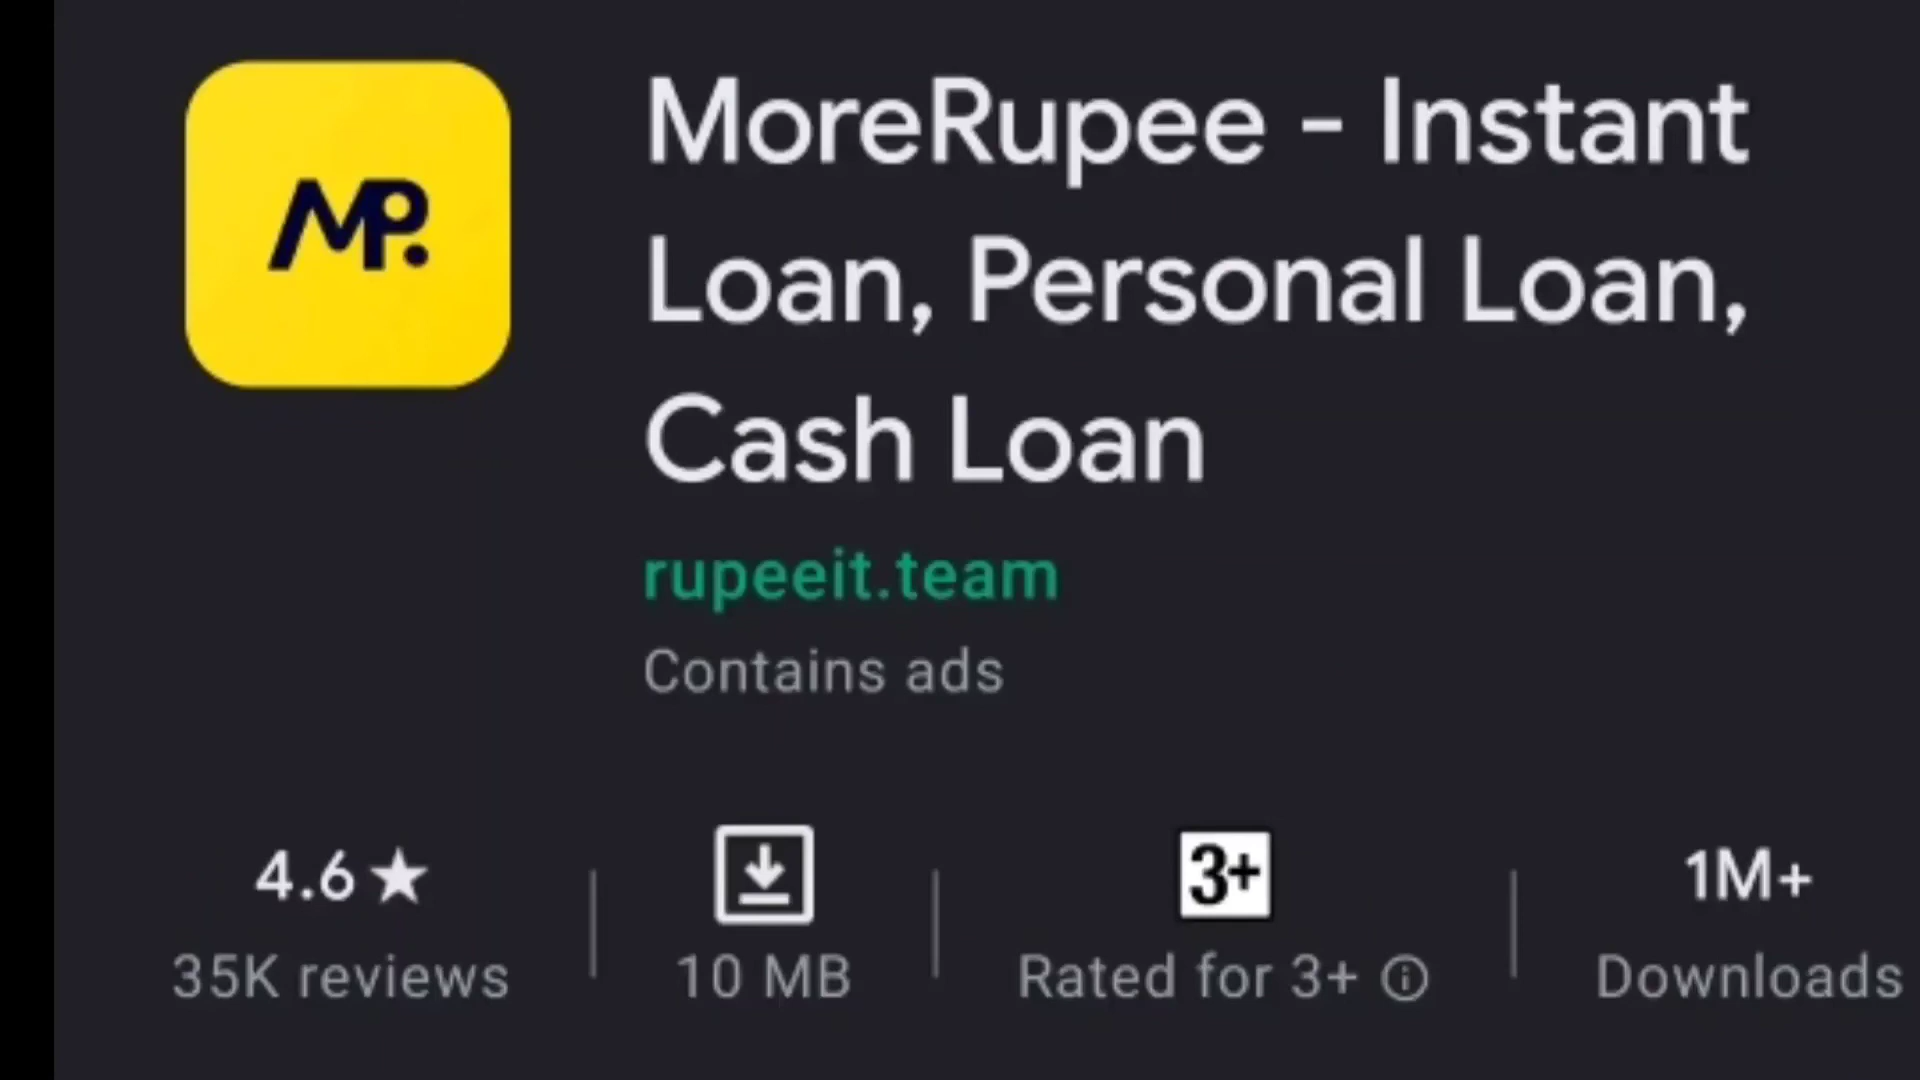 MP.
MoreRupee - Instant
Loan, Personal Loan,
Cash Loan
rupeeit.team
Contains ads
4.6★
35K reviews
10 MB
3+
Rated for 3+
1M+
Downloads